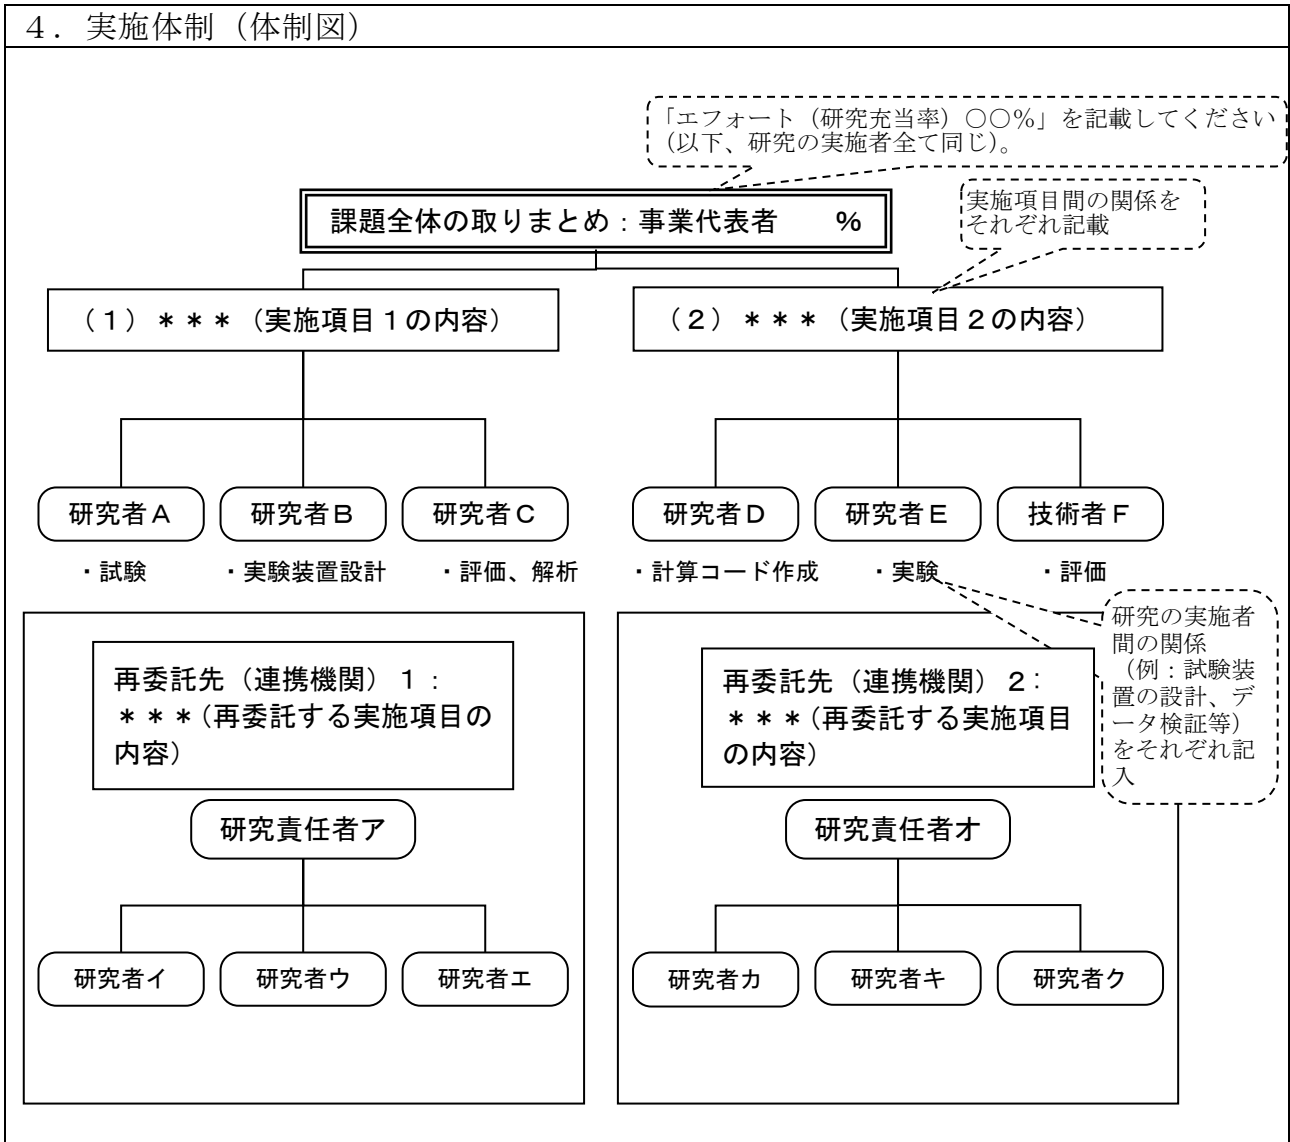 ４．実施体制（体制図）
「エフォート（研究充当率）○○％」を記載してください
（以下、研究の実施者全て同じ）。
課題全体の取りまとめ：事業代表者　　％
実施項目間の関係を
それぞれ記載
（１）＊＊＊（実施項目１の内容）
（２）＊＊＊（実施項目２の内容）
研究者Ａ
研究者Ｂ
研究者Ｃ
研究者Ｄ
研究者Ｅ
技術者Ｆ
・試験
・実験装置設計
・評価、解析
・計算コード作成
・実験
・評価
研究の実施者
間の関係
（例：試験装
置の設計、デ
ータ検証等）
をそれぞれ記
入
再委託先（連携機関）１：
＊＊＊（再委託する実施項目の
内容）
再委託先（連携機関）２：
＊＊＊（再委託する実施項目
の内容）
研究責任者ア
研究責任者オ
研究者イ
研究者ウ
研究者エ
研究者カ
研究者キ
研究者ク